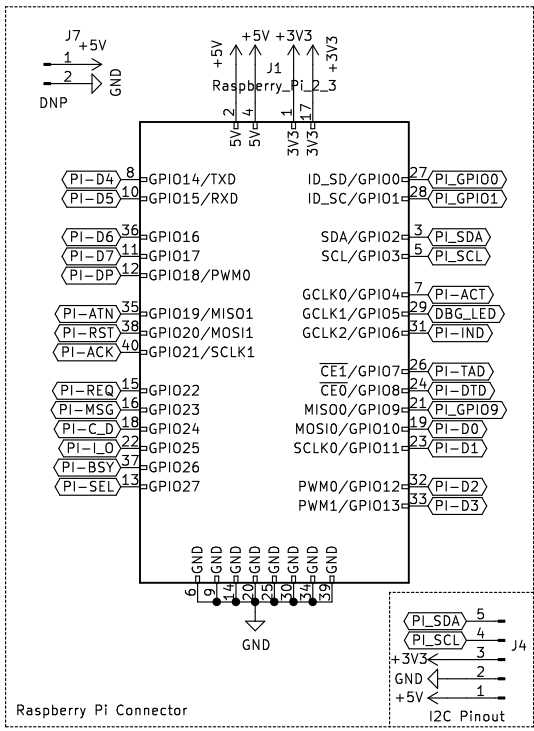 J7
1 +5V
2 GND
DNP
+5V +5V +3V3 +3V3
J1
Raspberry_Pi_2_3
2 4 1 17
5V 5V 3V3 3V3
PI-D4 8 GPIO14/TXD ID_SD/GPIO0 27 PI_GPIO0
PI-D5 10 GPIO15/RXD ID_SC/GPIO1 28 PI_GPIO1
PI-D6 36 GPIO16 SDA/GPIO2 3 PI_SDA
PI-D7 11 GPIO17 SCL/GPIO3 5 PI_SCL
PI-DP 12 GPIO18/PWM0
GCLK0/GPIO4 7 PI-ACT
PI-ATN 35 GPIO19/MISO1 GCLK1/GPIO5 29 DBG_LED
PI-RST 38 GPIO20/MOSI1 GCLK2/GPIO6 31 PI-IND
PI-ACK 40 GPIO21/SCLK1
CE1/GPIO7 26 PI-TAD
PI-REQ 15 GPIO22 CE0/GPIO8 24 PI-DTD
PI-MSG 16 GPIO23 MISO0/GPIO9 21 PI_GPIO9
PI-C_D 18 GPIO24 MOSI0/GPIO10 19 PI-D0
PI-I_O 22 GPIO25 SCLK0/GPIO11 23 PI-D1
PI-BSY 37 GPIO26
PI-SEL 13 GPIO27 PWM0/GPIO12 32 PI-D2
PWM1/GPIO13 33 PI-D3
GND GND GND GND GND GND GND GND
6 9 14 20 25 30 34 39
GND
PI_SDA 5
PI_SCL 4 J4
+3V3 3
GND 2
+5V 1
I2C Pinout
Raspberry Pi Connector